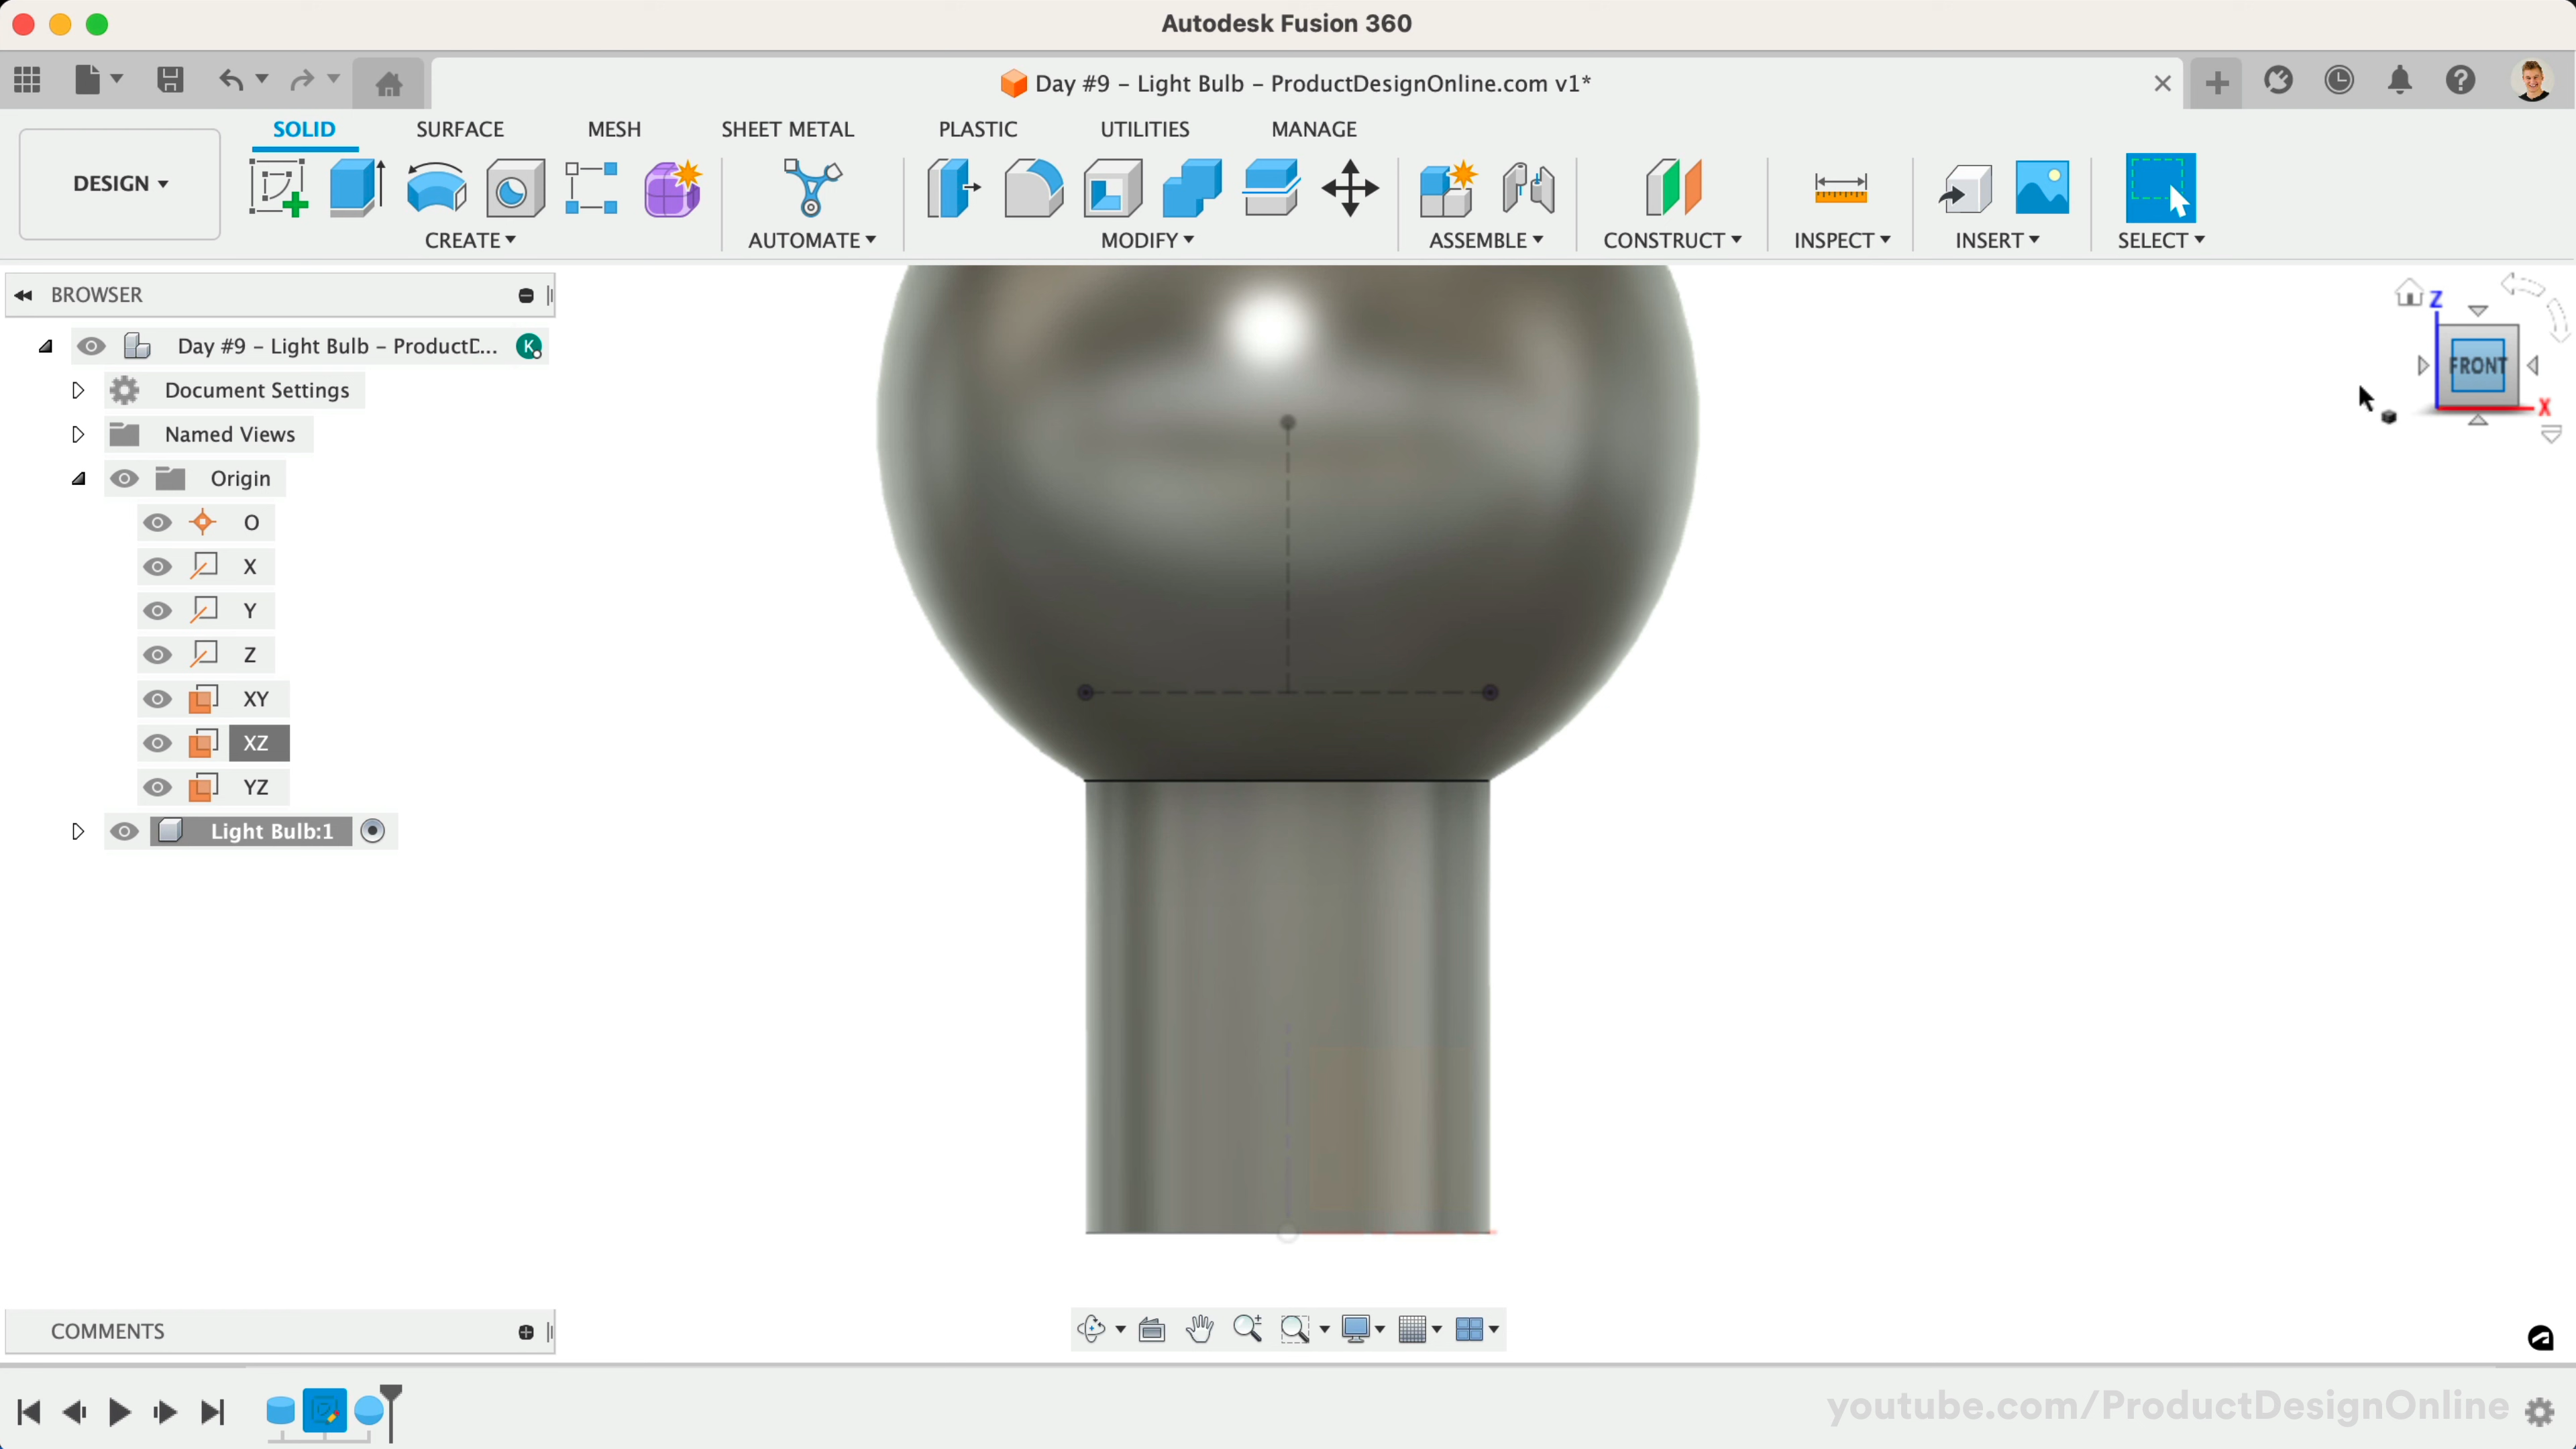 Autodesk Fusion 360
Day #9 – Light Bulb – ProductDesignOnline.com v1*
SOLID SURFACE MESH SHEET METAL PLASTIC UTILITIES MANAGE
DESIGN
CREATE AUTOMATE MODIFY ASSEMBLE CONSTRUCT INSPECT INSERT SELECT
BROWSER
Day #9 – Light Bulb – ProductD...
K
Document Settings
Named Views
Origin
O
X
Y
Z
XY
XZ
YZ
Light Bulb:1
Z
FRONT
X
COMMENTS
youtube.com/ProductDesignOnline